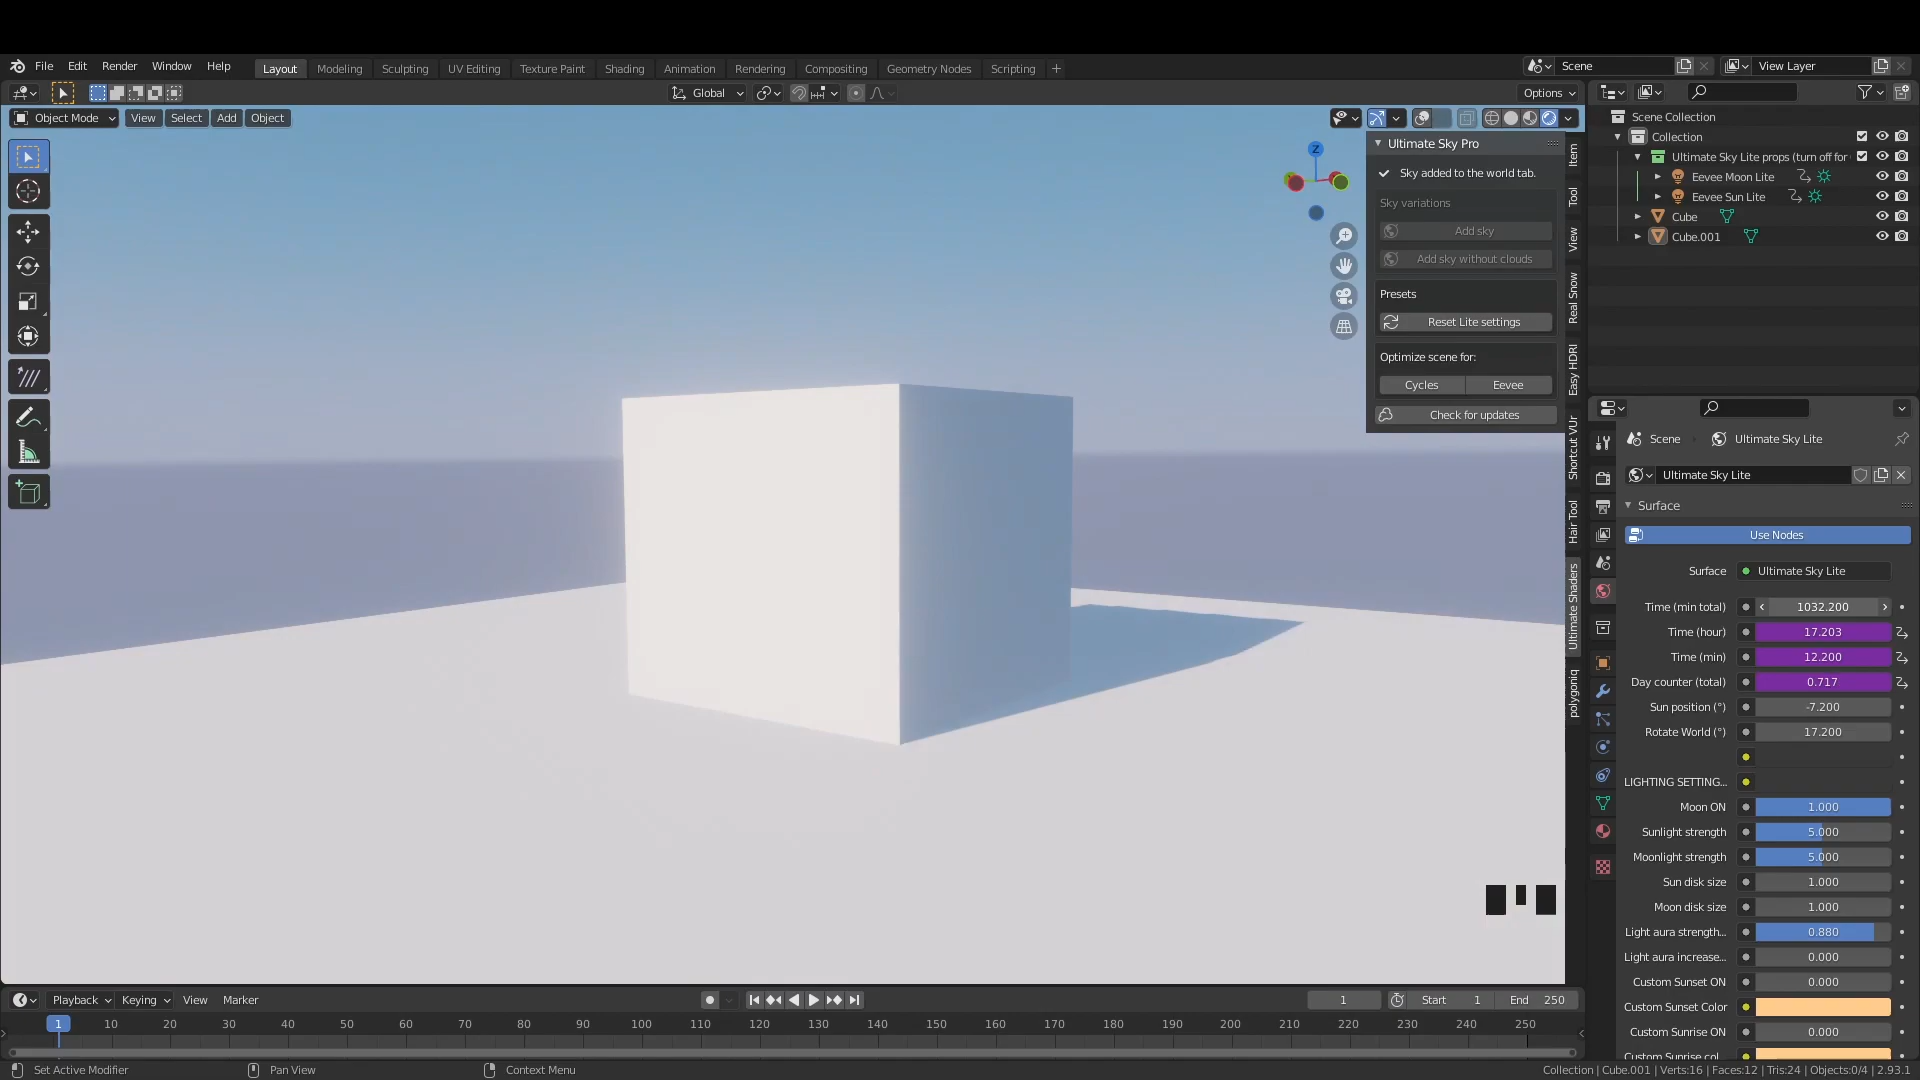 File Edit Render Window Help
Layout Modeling Sculpting UV Editing Texture Paint Shading Animation Rendering Compositing Geometry Nodes Scripting +
Scene
View Layer
Global
Options
Object Mode View Select Add Object
Z
Ultimate Sky Pro
Sky added to the world tab.
Sky variations
Add sky
Add sky without clouds
Presets
Reset Lite settings
Optimize scene for:
Cycles Eevee
Check for updates
Item
Tool
View
Real Snow
Easy HDRI
Shortcut VUr
Hair Tool
Ultimate Shaders
polygoniq
Scene Collection
Collection
Ultimate Sky Lite props (turn off for
Eevee Moon Lite
Eevee Sun Lite
Cube
Cube.001
Scene Ultimate Sky Lite
Ultimate Sky Lite
Surface
Use Nodes
Surface Ultimate Sky Lite
Time (min total) 1032.200
Time (hour) 17.203
Time (min) 12.200
Day counter (total) 0.717
Sun position (°) -7.200
Rotate World (°) 17.200
LIGHTING SETTING...
Moon ON 1.000
Sunlight strength 5.000
Moonlight strength 5.000
Sun disk size 1.000
Moon disk size 1.000
Light aura strength... 0.880
Light aura increase... 0.000
Custom Sunset ON 0.000
Custom Sunset Color
Custom Sunrise ON 0.000
Custom Sunrise col...
Playback Keying View Marker
1 Start 1 End 250
1 10 20 30 40 50 60 70 80 90 100 110 120 130 140 150 160 170 180 190 200 210 220 230 240 250
Set Active Modifier Pan View Context Menu
Collection | Cube.001 | Verts:16 | Faces:12 | Tris:24 | Objects:0/4 | 2.93.1